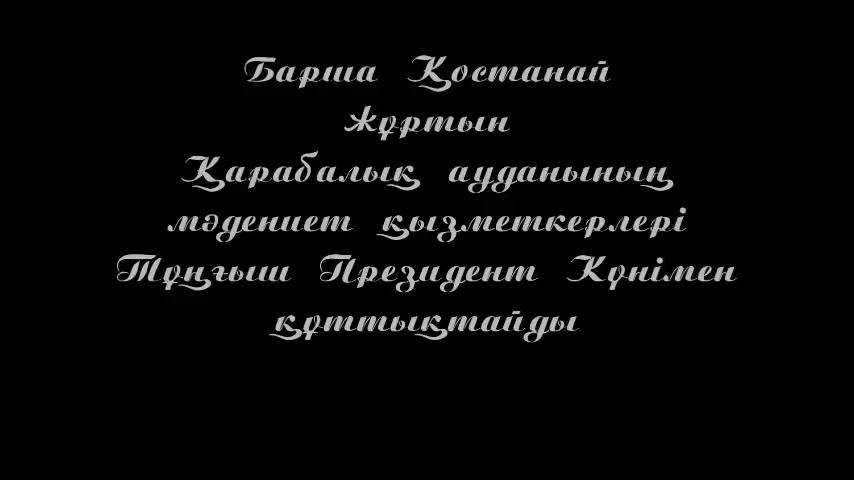 Барша Қостанай
жұртын
Қарабалық ауданының
мәдениет қызметкерлері
Тұңғыш Президент Күнімен
құттықтайды